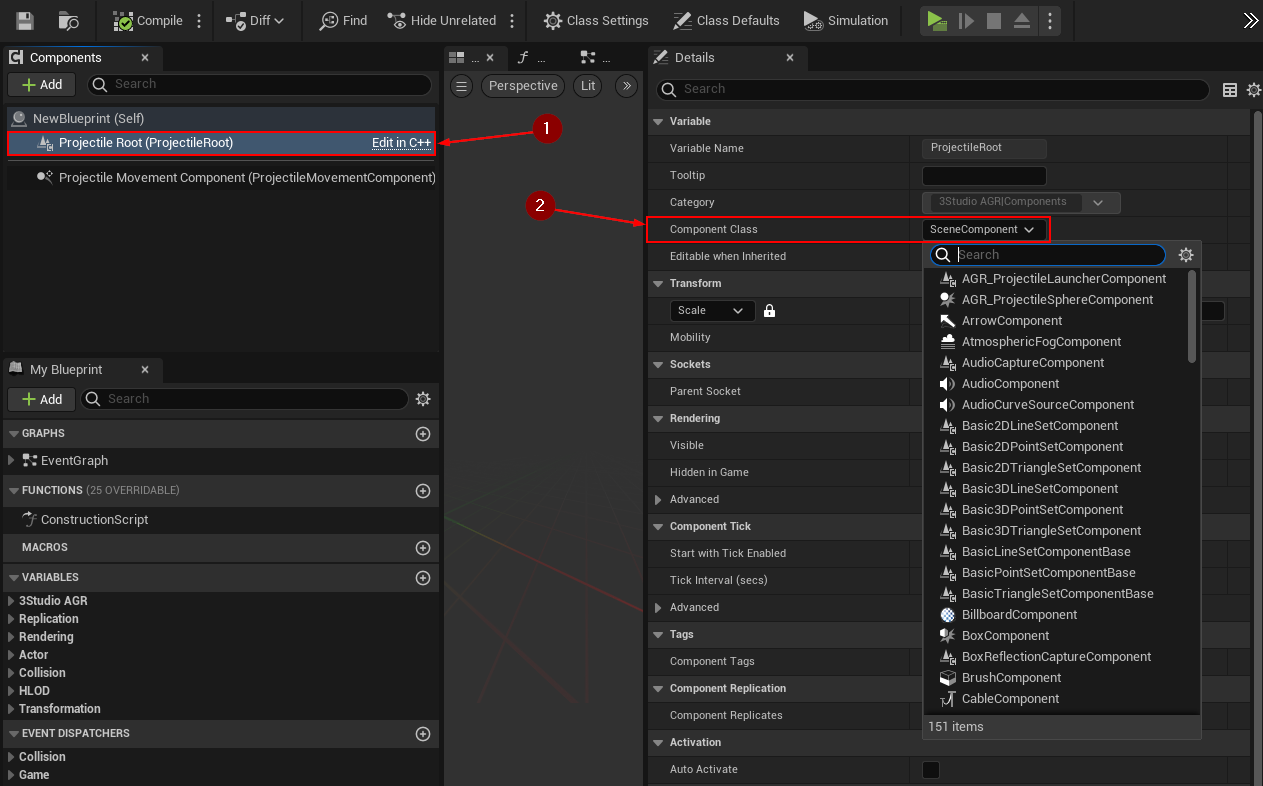 Compile
Diff
Find
Hide Unrelated
Class Settings
Class Defaults
Simulation
Components
Add
Search
NewBlueprint (Self)
Projectile Root (ProjectileRoot)
Edit in C++
Projectile Movement Component (ProjectileMovementComponent)
1
2
My Blueprint
Add
Search
GRAPHS
EventGraph
FUNCTIONS (25 OVERRIDABLE)
ConstructionScript
MACROS
VARIABLES
3Studio AGR
Replication
Rendering
Actor
Collision
HLOD
Transformation
EVENT DISPATCHERS
Collision
Game
...
...
...
Perspective
Lit
Details
Search
Variable
Variable Name
ProjectileRoot
Tooltip
Category
3Studio AGR|Components
Component Class
SceneComponent
Editable when Inherited
Transform
Scale
Mobility
Sockets
Parent Socket
Rendering
Visible
Hidden in Game
Advanced
Component Tick
Start with Tick Enabled
Tick Interval (secs)
Advanced
Tags
Component Tags
Component Replication
Component Replicates
Activation
Auto Activate
Search
AGR_ProjectileLauncherComponent
AGR_ProjectileSphereComponent
ArrowComponent
AtmosphericFogComponent
AudioCaptureComponent
AudioComponent
AudioCurveSourceComponent
Basic2DLineSetComponent
Basic2DPointSetComponent
Basic2DTriangleSetComponent
Basic3DLineSetComponent
Basic3DPointSetComponent
Basic3DTriangleSetComponent
BasicLineSetComponentBase
BasicPointSetComponentBase
BasicTriangleSetComponentBase
BillboardComponent
BoxComponent
BoxReflectionCaptureComponent
BrushComponent
CableComponent
151 items